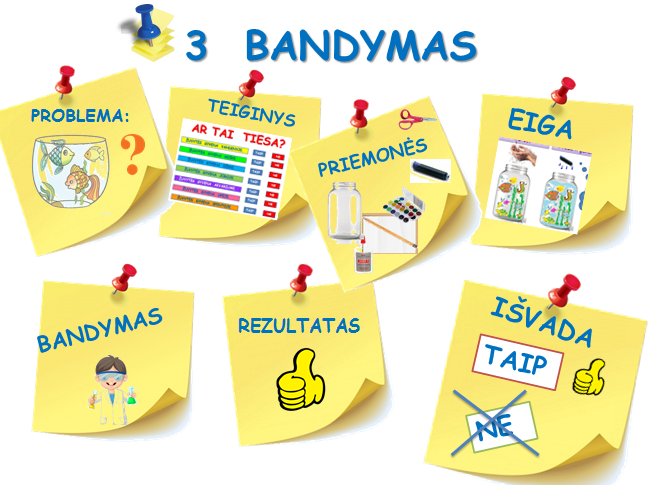 3 BANDYMAS
PROBLEMA:
?
TEIGINYS
AR TAI TIESA?
PRIEMONĖS
EIGA
BANDYMAS
REZULTATAS
IŠVADA
TAIP
NE